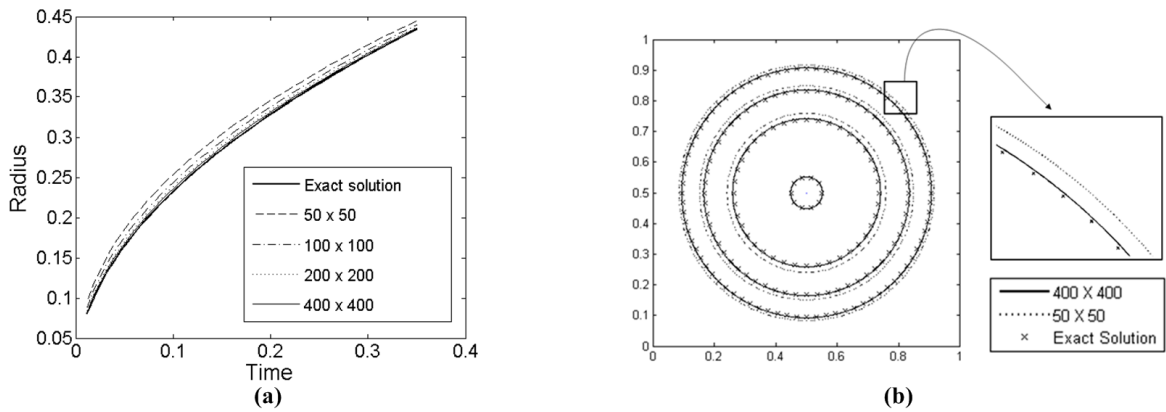 0.45
0.4
0.35
0.3
0.25
0.2
0.15
0.1
0.05
Radius
Exact solution
50 x 50
100 x 100
200 x 200
400 x 400
0 0.1 0.2 0.3 0.4
Time
(a)
1
0.9
0.8
0.7
0.6
0.5
0.4
0.3
0.2
0.1
0
0 0.2 0.4 0.6 0.8 1
400 X 400
50 X 50
Exact Solution
(b)